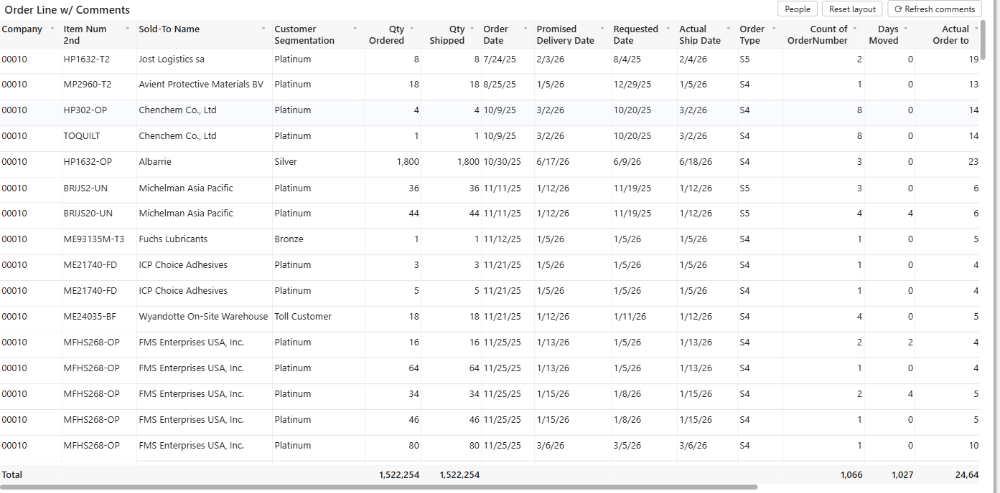 Order Line w/ Comments
People Reset layout Refresh comments
Company Item Num 2nd Sold-To Name Customer Segmentation Qty Ordered Qty Shipped Order Date Promised Delivery Date Requested Date Actual Ship Date Order Type Count of OrderNumber Days Moved Actual Order to
00010 HP1632-T2 Jost Logistics sa Platinum 8 8 7/24/25 2/3/26 8/4/25 2/4/26 S5 2 0 19
00010 MP2960-T2 Avient Protective Materials BV Platinum 18 18 8/25/25 1/5/26 12/29/25 1/5/26 S4 1 0 13
00010 HP302-OP Chenchem Co., Ltd Platinum 4 4 10/9/25 3/2/26 10/20/25 3/2/26 S4 8 0 14
00010 TOQUILT Chenchem Co., Ltd Platinum 1 1 10/9/25 3/2/26 10/20/25 3/2/26 S4 8 0 14
00010 HP1632-OP Albarrie Silver 1,800 1,800 10/30/25 6/17/26 6/9/26 6/18/26 S4 3 0 23
00010 BRIJS2-UN Michelman Asia Pacific Platinum 36 36 11/11/25 1/12/26 11/19/25 1/12/26 S5 3 0 6
00010 BRIJS20-UN Michelman Asia Pacific Platinum 44 44 11/11/25 1/12/26 11/19/25 1/12/26 S5 4 4 6
00010 ME93135M-T3 Fuchs Lubricants Bronze 1 1 11/12/25 1/5/26 1/5/26 1/5/26 S4 1 0 5
00010 ME21740-FD ICP Choice Adhesives Platinum 3 3 11/21/25 1/5/26 1/5/26 1/5/26 S4 1 0 4
00010 ME21740-FD ICP Choice Adhesives Platinum 5 5 11/21/25 1/5/26 1/5/26 1/5/26 S4 1 0 4
00010 ME24035-BF Wyandotte On-Site Warehouse Toll Customer 18 18 11/21/25 1/12/26 1/11/26 1/12/26 S4 4 0 5
00010 MFHS268-OP FMS Enterprises USA, Inc. Platinum 16 16 11/25/25 1/13/26 1/5/26 1/13/26 S4 2 2 4
00010 MFHS268-OP FMS Enterprises USA, Inc. Platinum 64 64 11/25/25 1/13/26 1/5/26 1/13/26 S4 1 0 4
00010 MFHS268-OP FMS Enterprises USA, Inc. Platinum 34 34 11/25/25 1/15/26 1/8/26 1/15/26 S4 2 4 5
00010 MFHS268-OP FMS Enterprises USA, Inc. Platinum 46 46 11/25/25 1/15/26 1/8/26 1/15/26 S4 1 0 5
00010 MFHS268-OP FMS Enterprises USA, Inc. Platinum 80 80 11/25/25 3/6/26 3/5/26 3/6/26 S4 1 0 10
Total 1,522,254 1,522,254 1,066 1,027 24,64